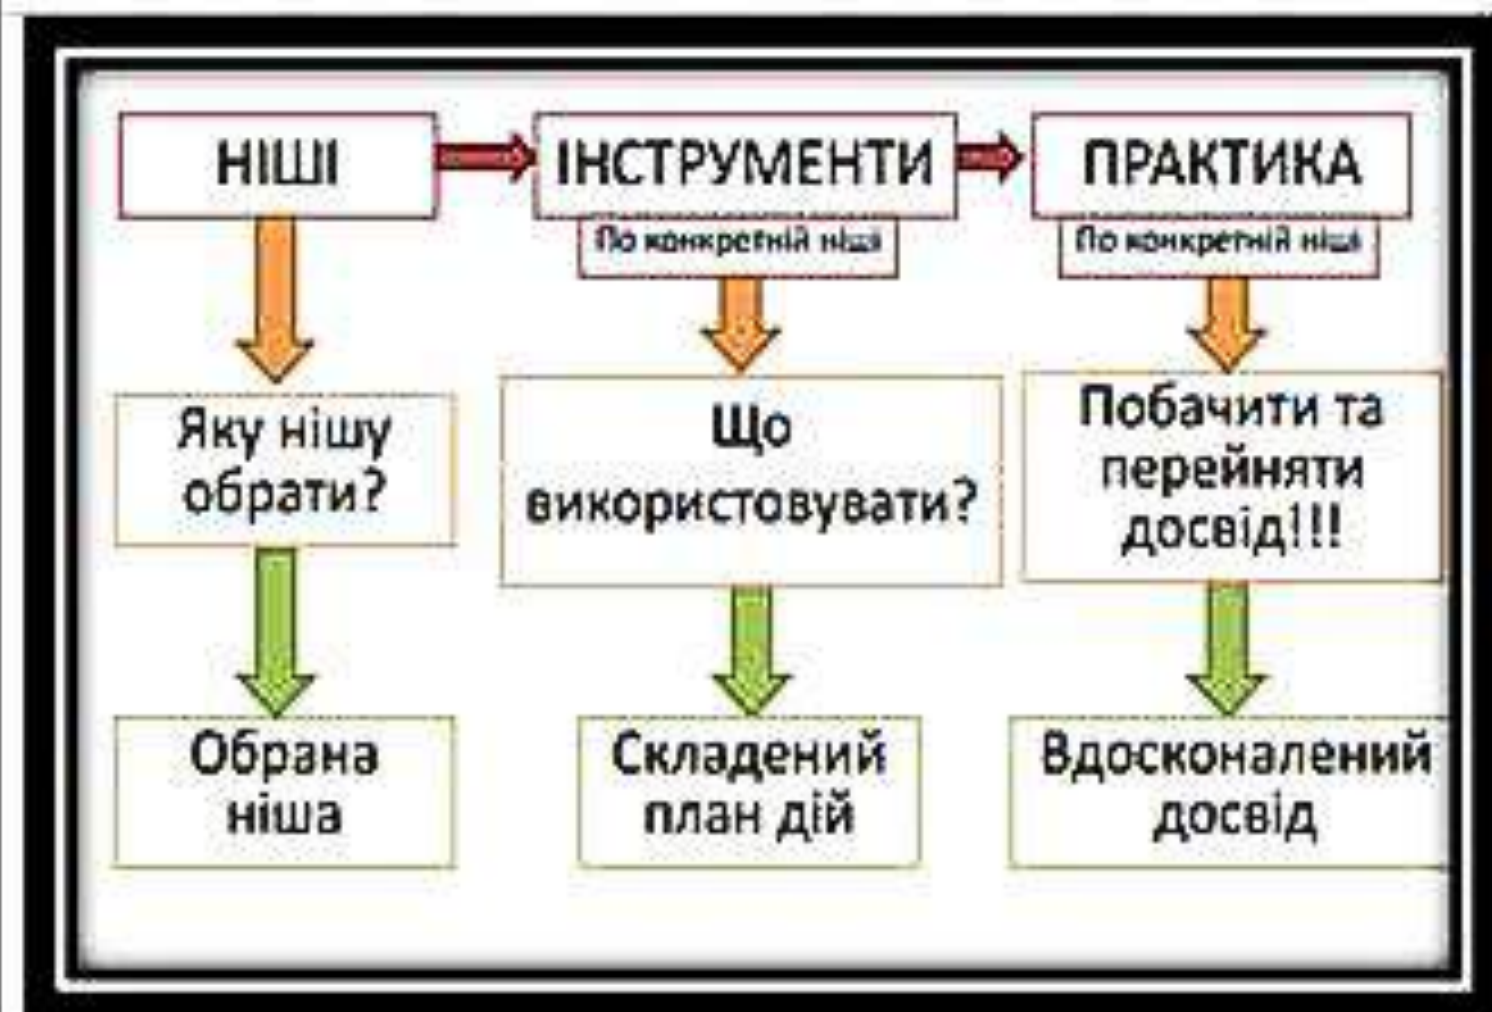 НІШІ
ІНСТРУМЕНТИ
ПРАКТИКА
По конкретній ніші
По конкретній ніші
Яку нішу
обрати?
Що
використовувати?
Побачити та
перейняти
досвід!!!
Обрана
ніша
Складений
план дій
Вдосконалений
досвід